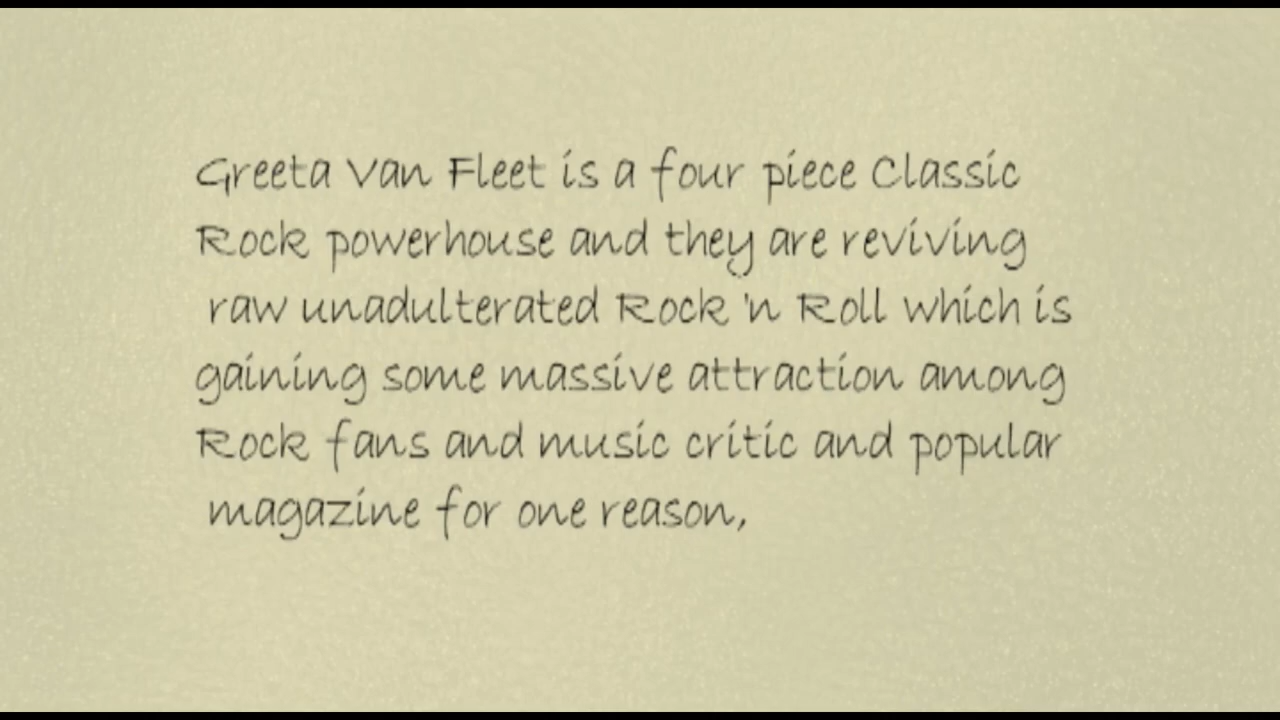 Greeta Van Fleet is a four piece Classic
Rock powerhouse and they are reviving
raw unadulterated Rock 'n Roll which is
gaining some massive attraction among
Rock fans and music critic and popular
magazine for one reason,